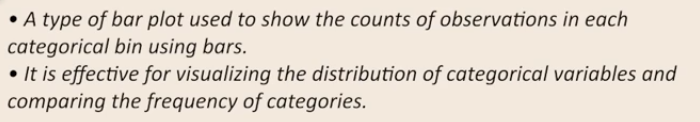 • A type of bar plot used to show the counts of observations in each
categorical bin using bars.
• It is effective for visualizing the distribution of categorical variables and
comparing the frequency of categories.